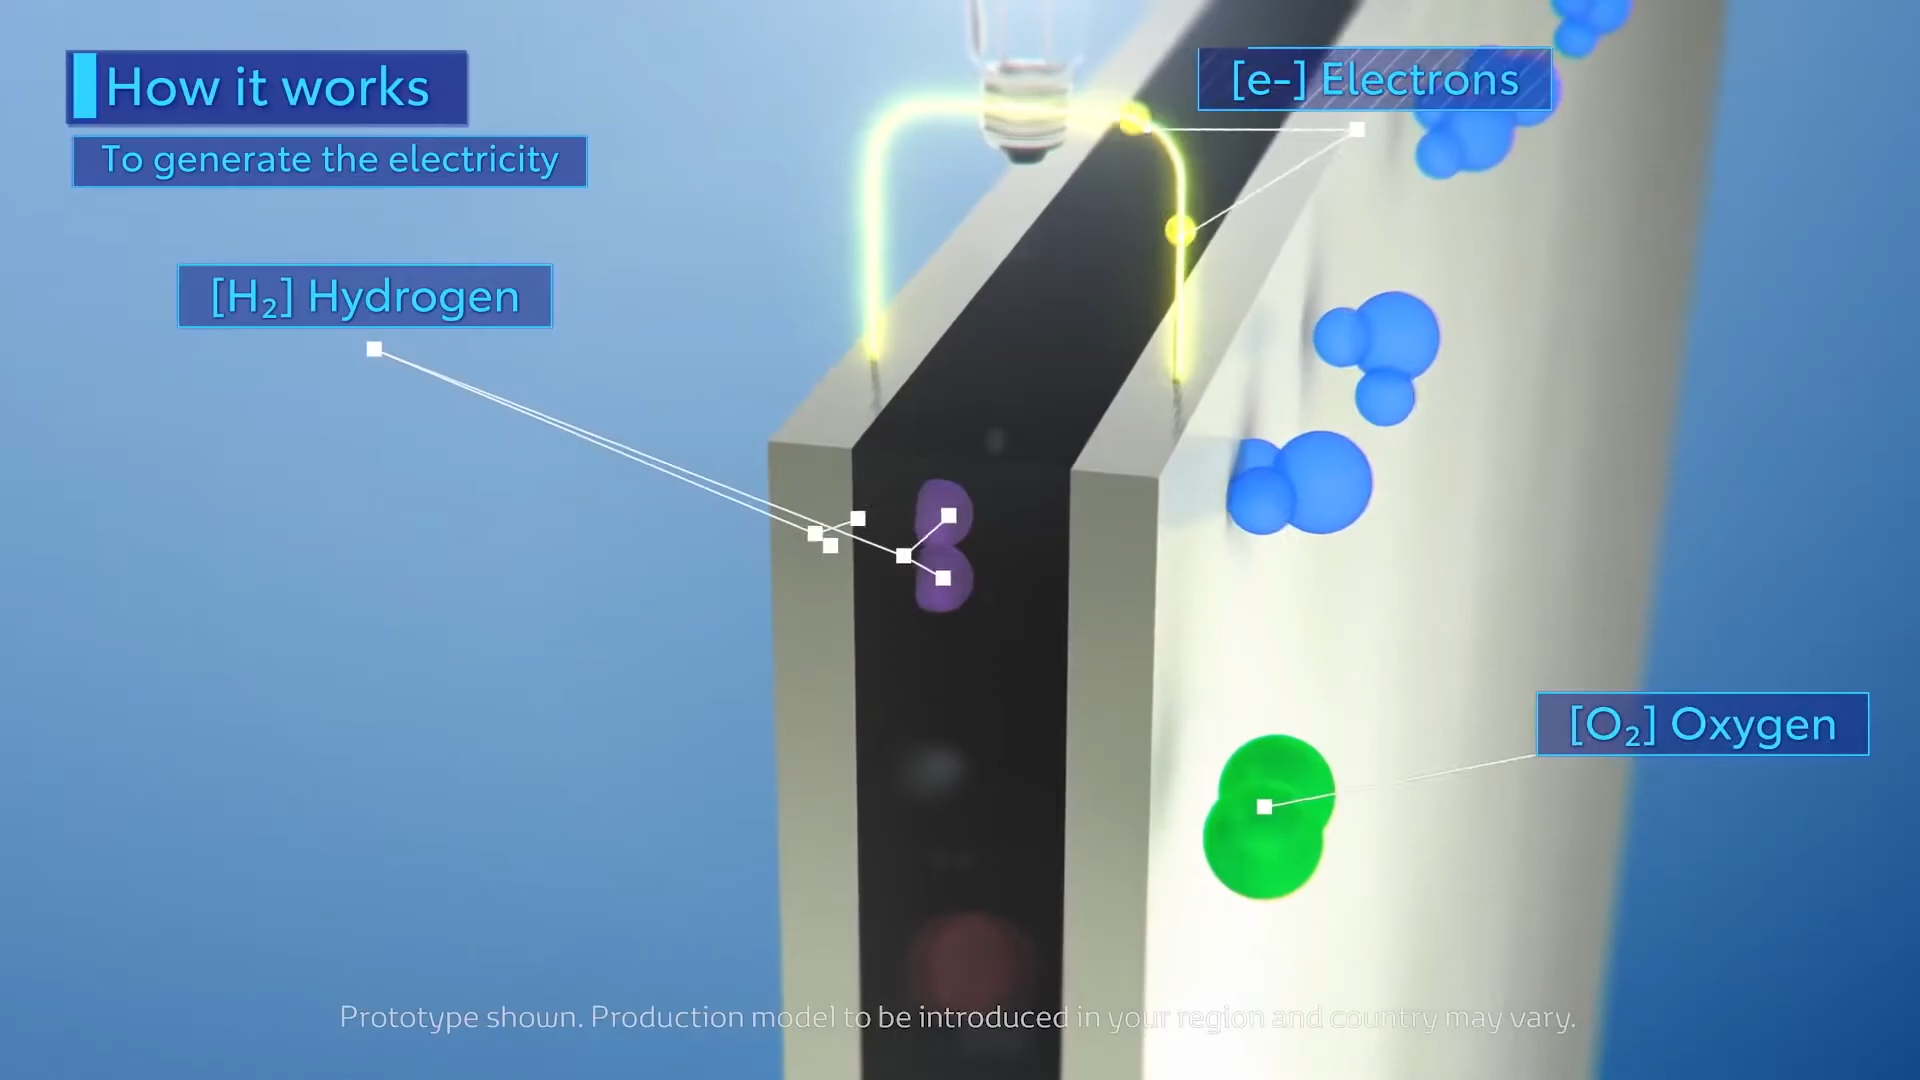 How it works
To generate the electricity
[e-] Electrons
[H₂] Hydrogen
[O₂] Oxygen
Prototype shown. Production model to be introduced in your region and country may vary.